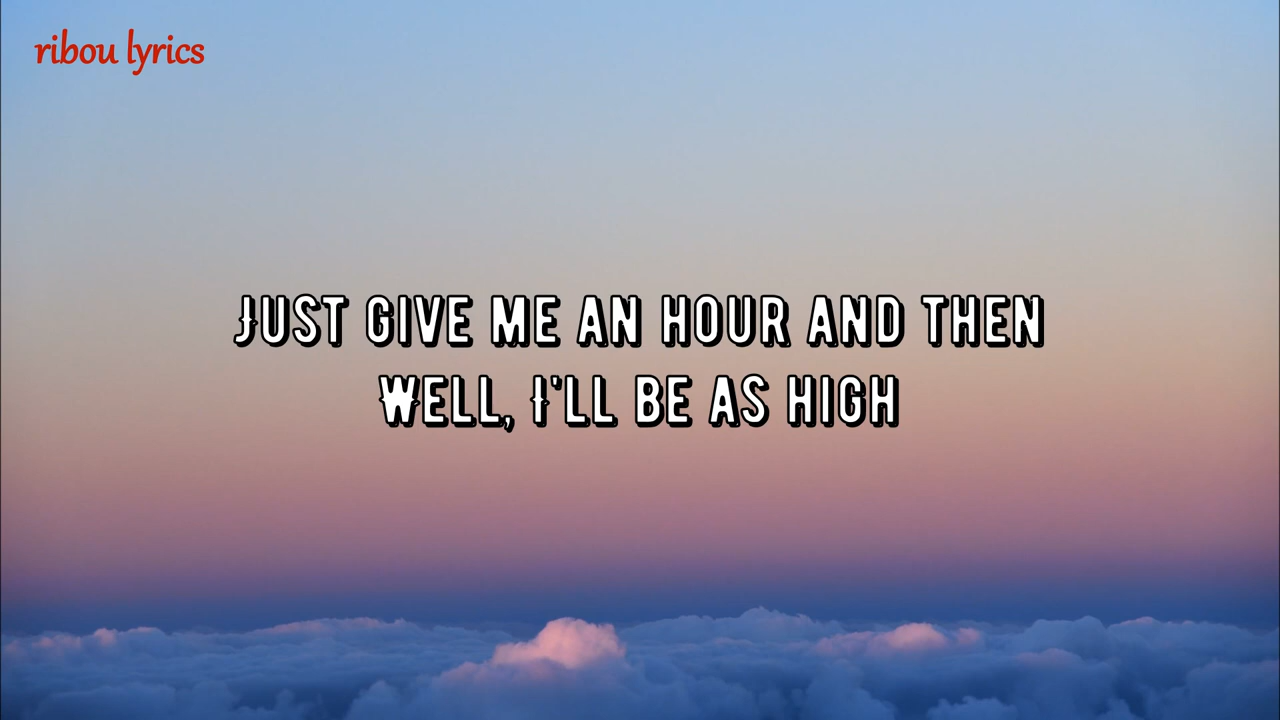 ribou lyrics
JUST GIVE ME AN HOUR AND THEN
WELL, I'LL BE AS HIGH